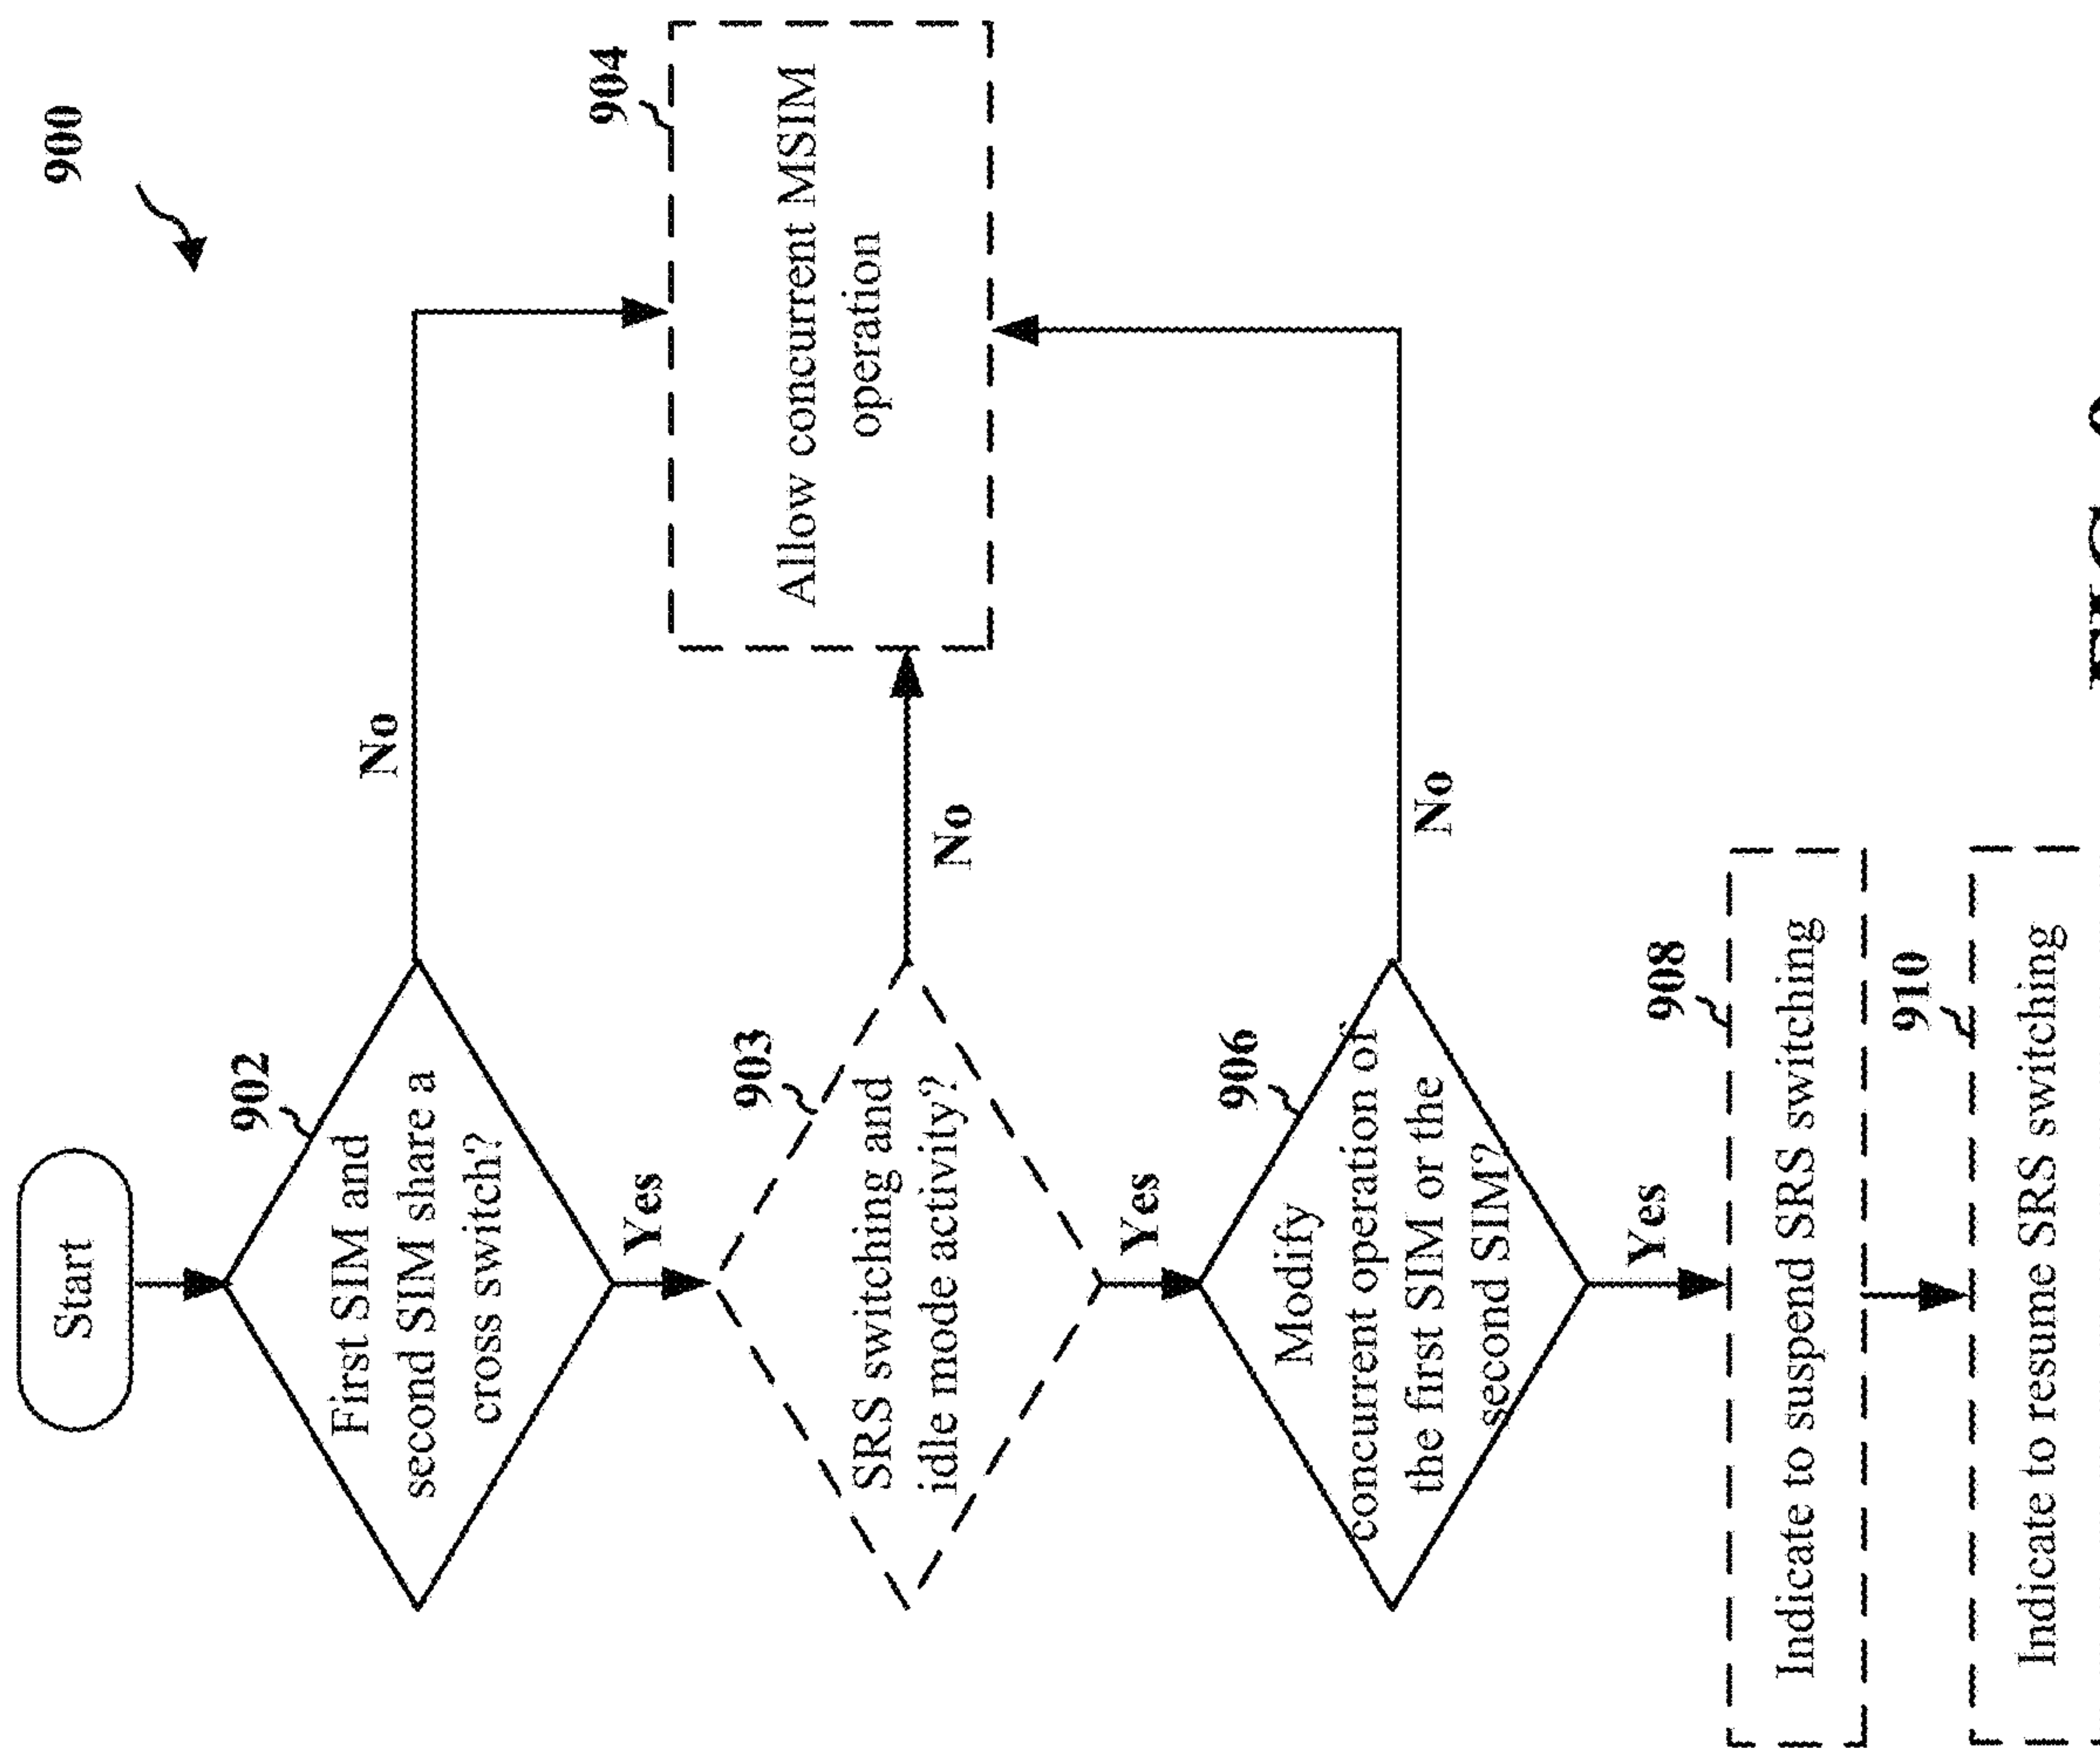 900
Start
902
First SIM and
second SIM share a
cross switch?
No
Yes
904
Allow concurrent MSIM
operation
903
SRS switching and
idle mode activity?
No
Yes
906
Modify
concurrent operation of
the first SIM or the
second SIM?
No
Yes
908
Indicate to suspend SRS switching
910
Indicate to resume SRS switching